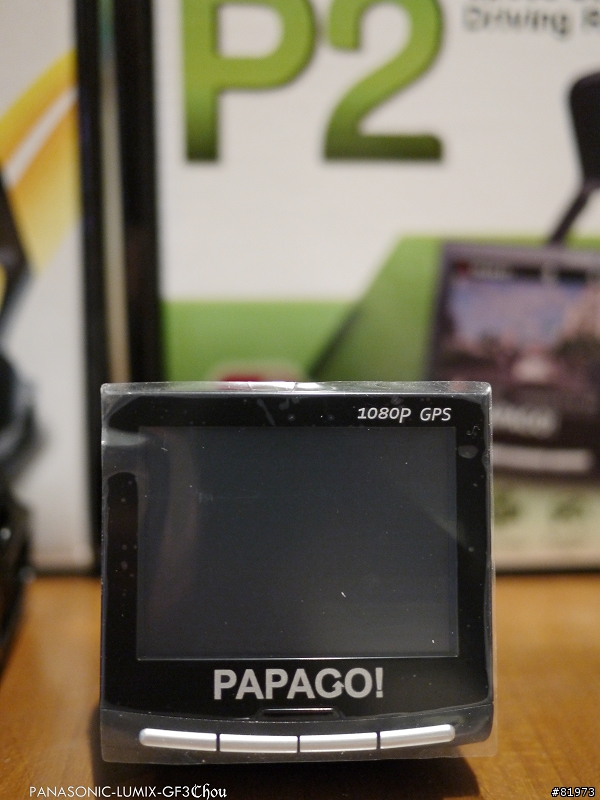 P2
Driving
1080P GPS
PAPAGO!
PANASONIC-LUMIX-GF3Chou
#81973